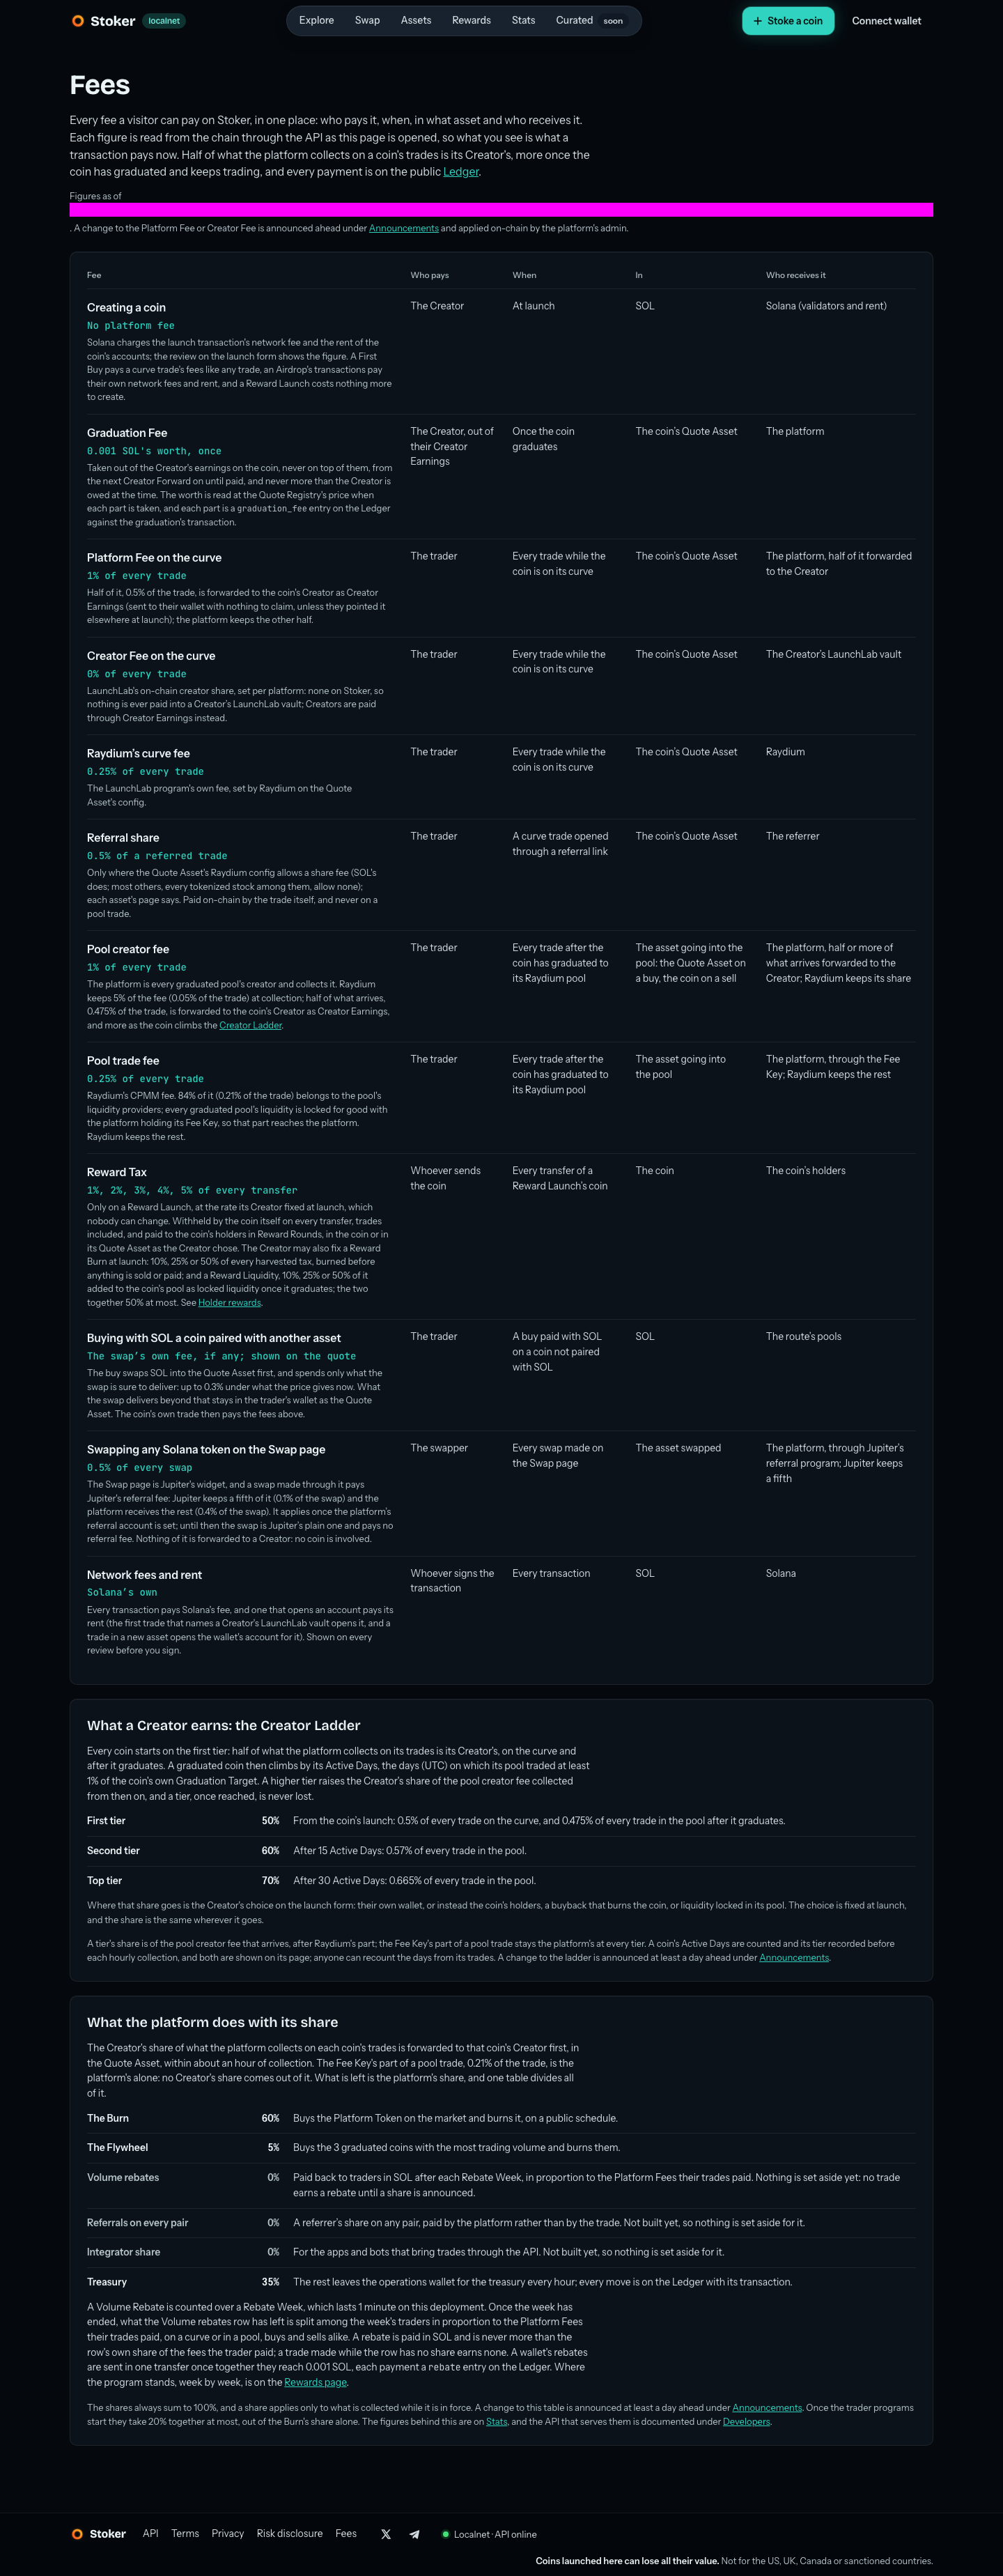 Stoker localnet Explore Swap Assets Rewards Stats Curated soon + Stoke a coin Connect wallet
Fees
Every fee a visitor can pay on Stoker, in one place: who pays it, when, in what asset and who receives it.
Each figure is read from the chain through the API as this page is opened, so what you see is what a
transaction pays now. Half of what the platform collects on a coin's trades is its Creator's, more once the
coin has graduated and keeps trading, and every payment is on the public Ledger.
Figures as of
. A change to the Platform Fee or Creator Fee is announced ahead under Announcements and applied on-chain by the platform's admin.
Fee Who pays When In Who receives it
Creating a coin
No platform fee
Solana charges the launch transaction's network fee and the rent of the
coin's accounts; the review on the launch form shows the figure. A First
Buy pays a curve trade's fees like any trade, an Airdrop's transactions pay
their own network fees and rent, and a Reward Launch costs nothing more
to create.
The Creator
At launch
SOL
Solana (validators and rent)
Graduation Fee
0.001 SOL's worth, once
Taken out of the Creator's earnings on the coin, never on top of them, from
the next Creator Forward on until paid, and never more than the Creator is
owed at the time. The worth is read at the Quote Registry's price when
each part is taken, and each part is a graduation_fee entry on the Ledger
against the graduation's transaction.
The Creator, out of
their Creator
Earnings
Once the coin
graduates
The coin's Quote Asset
The platform
Platform Fee on the curve
1% of every trade
Half of it, 0.5% of the trade, is forwarded to the coin's Creator as Creator
Earnings (sent to their wallet with nothing to claim, unless they pointed it
elsewhere at launch); the platform keeps the other half.
The trader
Every trade while the
coin is on its curve
The coin's Quote Asset
The platform, half of it forwarded
to the Creator
Creator Fee on the curve
0% of every trade
LaunchLab's on-chain creator share, set per platform: none on Stoker, so
nothing is ever paid into a Creator's LaunchLab vault; Creators are paid
through Creator Earnings instead.
The trader
Every trade while the
coin is on its curve
The coin's Quote Asset
The Creator's LaunchLab vault
Raydium's curve fee
0.25% of every trade
The LaunchLab program's own fee, set by Raydium on the Quote
Asset's config.
The trader
Every trade while the
coin is on its curve
The coin's Quote Asset
Raydium
Referral share
0.5% of a referred trade
Only where the Quote Asset's Raydium config allows a share fee (SOL's
does; most others, every tokenized stock among them, allow none);
each asset's page says. Paid on-chain by the trade itself, and never on a
pool trade.
The trader
A curve trade opened
through a referral link
The coin's Quote Asset
The referrer
Pool creator fee
1% of every trade
The platform is every graduated pool's creator and collects it. Raydium
keeps 5% of the fee (0.05% of the trade) at collection; half of what arrives,
0.475% of the trade, is forwarded to the coin's Creator as Creator Earnings,
and more as the coin climbs the Creator Ladder.
The trader
Every trade after the
coin has graduated to
its Raydium pool
The asset going into the
pool: the Quote Asset on
a buy, the coin on a sell
The platform, half or more of
what arrives forwarded to the
Creator; Raydium keeps its share
Pool trade fee
0.25% of every trade
Raydium's CPMM fee. 84% of it (0.21% of the trade) belongs to the pool's
liquidity providers; every graduated pool's liquidity is locked for good with
the platform holding its Fee Key, so that part reaches the platform.
Raydium keeps the rest.
The trader
Every trade after the
coin has graduated to
its Raydium pool
The asset going into
the pool
The platform, through the Fee
Key; Raydium keeps the rest
Reward Tax
1%, 2%, 3%, 4%, 5% of every transfer
Only on a Reward Launch, at the rate its Creator fixed at launch, which
nobody can change. Withheld by the coin itself on every transfer, trades
included, and paid to the coin's holders in Reward Rounds, in the coin or in
its Quote Asset as the Creator chose. The Creator may also fix a Reward
Burn at launch: 10%, 25% or 50% of every harvested tax, burned before
anything is sold or paid; and a Reward Liquidity, 10%, 25% or 50% of it
added to the coin's pool as locked liquidity once it graduates; the two
together 50% at most. See Holder rewards.
Whoever sends
the coin
Every transfer of a
Reward Launch's coin
The coin
The coin's holders
Buying with SOL a coin paired with another asset
The swap's own fee, if any; shown on the quote
The buy swaps SOL into the Quote Asset first, and spends only what the
swap is sure to deliver: up to 0.3% under what the price gives now. What
the swap delivers beyond that stays in the trader's wallet as the Quote
Asset. The coin's own trade then pays the fees above.
The trader
A buy paid with SOL
on a coin not paired
with SOL
SOL
The route's pools
Swapping any Solana token on the Swap page
0.5% of every swap
The Swap page is Jupiter's widget, and a swap made through it pays
Jupiter's referral fee: Jupiter keeps a fifth of it (0.1% of the swap) and the
platform receives the rest (0.4% of the swap). It applies once the platform's
referral account is set; until then the swap is Jupiter's plain one and pays no
referral fee. Nothing of it is forwarded to a Creator: no coin is involved.
The swapper
Every swap made on
the Swap page
The asset swapped
The platform, through Jupiter's
referral program; Jupiter keeps
a fifth
Network fees and rent
Solana's own
Every transaction pays Solana's fee, and one that opens an account pays its
rent (the first trade that names a Creator's LaunchLab vault opens it, and a
trade in a new asset opens the wallet's account for it). Shown on every
review before you sign.
Whoever signs the
transaction
Every transaction
SOL
Solana
What a Creator earns: the Creator Ladder
Every coin starts on the first tier: half of what the platform collects on its trades is its Creator's, on the curve and
after it graduates. A graduated coin then climbs by its Active Days, the days (UTC) on which its pool traded at least
1% of the coin's own Graduation Target. A higher tier raises the Creator's share of the pool creator fee collected
from then on, and a tier, once reached, is never lost.
First tier 50% From the coin's launch: 0.5% of every trade on the curve, and 0.475% of every trade in the pool after it graduates.
Second tier 60% After 15 Active Days: 0.57% of every trade in the pool.
Top tier 70% After 30 Active Days: 0.665% of every trade in the pool.
Where that share goes is the Creator's choice on the launch form: their own wallet, or instead the coin's holders, a buyback that burns the coin, or liquidity locked in its pool. The choice is fixed at launch,
and the share is the same wherever it goes.
A tier's share is of the pool creator fee that arrives, after Raydium's part; the Fee Key's part of a pool trade stays the platform's at every tier. A coin's Active Days are counted and its tier recorded before
each hourly collection, and both are shown on its page; anyone can recount the days from its trades. A change to the ladder is announced at least a day ahead under Announcements.
What the platform does with its share
The Creator's share of what the platform collects on each coin's trades is forwarded to that coin's Creator first, in
the Quote Asset, within about an hour of collection. The Fee Key's part of a pool trade, 0.21% of the trade, is the
platform's alone: no Creator's share comes out of it. What is left is the platform's share, and one table divides all
of it.
The Burn 60% Buys the Platform Token on the market and burns it, on a public schedule.
The Flywheel 5% Buys the 3 graduated coins with the most trading volume and burns them.
Volume rebates 0% Paid back to traders in SOL after each Rebate Week, in proportion to the Platform Fees their trades paid. Nothing is set aside yet: no trade
earns a rebate until a share is announced.
Referrals on every pair 0% A referrer's share on any pair, paid by the platform rather than by the trade. Not built yet, so nothing is set aside for it.
Integrator share 0% For the apps and bots that bring trades through the API. Not built yet, so nothing is set aside for it.
Treasury 35% The rest leaves the operations wallet for the treasury every hour; every move is on the Ledger with its transaction.
A Volume Rebate is counted over a Rebate Week, which lasts 1 minute on this deployment. Once the week has
ended, what the Volume rebates row has left is split among the week's traders in proportion to the Platform Fees
their trades paid, on a curve or in a pool, buys and sells alike. A rebate is paid in SOL and is never more than the
row's own share of the fees the trader paid; a trade made while the row has no share earns none. A wallet's rebates
are sent in one transfer once together they reach 0.001 SOL, each payment a rebate entry on the Ledger. Where
the program stands, week by week, is on the Rewards page.
The shares always sum to 100%, and a share applies only to what is collected while it is in force. A change to this table is announced at least a day ahead under Announcements. Once the trader programs
start they take 20% together at most, out of the Burn's share alone. The figures behind this are on Stats, and the API that serves them is documented under Developers.
Stoker API Terms Privacy Risk disclosure Fees Localnet · API online
Coins launched here can lose all their value. Not for the US, UK, Canada or sanctioned countries.